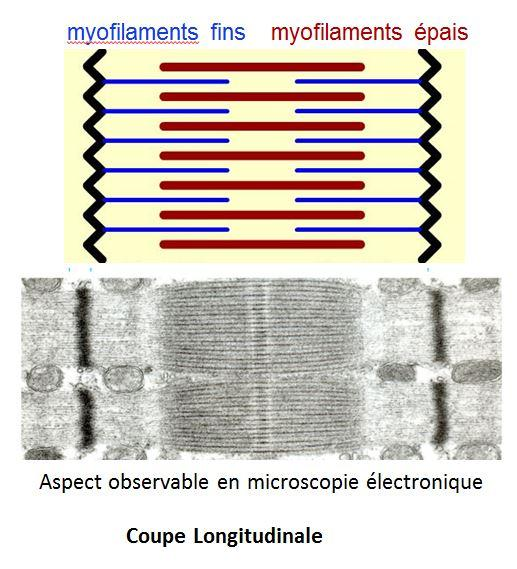 myofilaments fins myofilaments épais
Aspect observable en microscopie électronique
Coupe Longitudinale